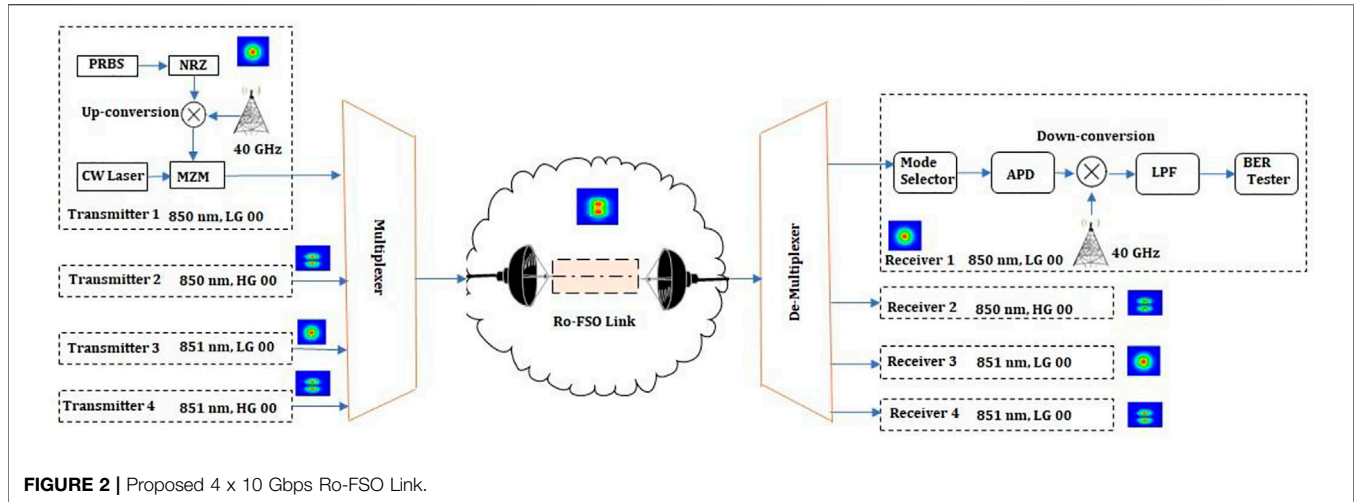 PRBS
NRZ
Up-conversion
40 GHz
CW Laser
MZM
Transmitter 1 850 nm, LG 00
Transmitter 2 850 nm, HG 00
Transmitter 3 851 nm, LG 00
Transmitter 4 851 nm, HG 00
Multiplexer
Ro-FSO Link
De-Multiplexer
Down-conversion
Mode
Selector
APD
LPF
BER
Tester
40 GHz
Receiver 1 850 nm, LG 00
Receiver 2 850 nm, HG 00
Receiver 3 851 nm, LG 00
Receiver 4 851 nm, LG 00
FIGURE 2 | Proposed 4 x 10 Gbps Ro-FSO Link.